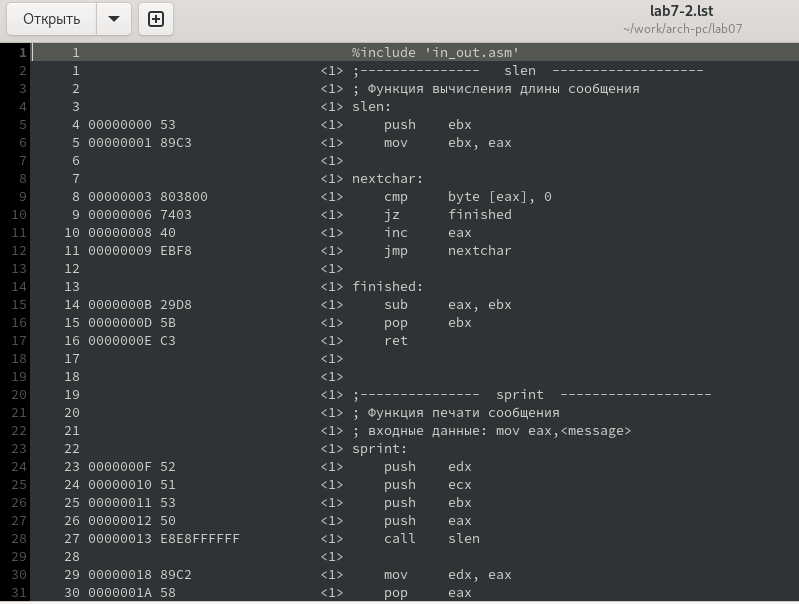 Открыть
lab7-2.lst
~/work/arch-pc/lab07
1 1 %include 'in_out.asm'
2 1 <1> ;--------------- slen -------------------
3 2 <1> ; Функция вычисления длины сообщения
4 3 <1> slen:
5 4 00000000 53 <1> push ebx
6 5 00000001 89C3 <1> mov ebx, eax
7 6 <1>
8 7 <1> nextchar:
9 8 00000003 803800 <1> cmp byte [eax], 0
10 9 00000006 7403 <1> jz finished
11 10 00000008 40 <1> inc eax
12 11 00000009 EBF8 <1> jmp nextchar
13 12 <1>
14 13 <1> finished:
15 14 0000000B 29D8 <1> sub eax, ebx
16 15 0000000D 5B <1> pop ebx
17 16 0000000E C3 <1> ret
18 17 <1>
19 18 <1>
20 19 <1> ;--------------- sprint -------------------
21 20 <1> ; Функция печати сообщения
22 21 <1> ; входные данные: mov eax,<message>
23 22 <1> sprint:
24 23 0000000F 52 <1> push edx
25 24 00000010 51 <1> push ecx
26 25 00000011 53 <1> push ebx
27 26 00000012 50 <1> push eax
28 27 00000013 E8E8FFFFFF <1> call slen
29 28 <1>
30 29 00000018 89C2 <1> mov edx, eax
31 30 0000001A 58 <1> pop eax